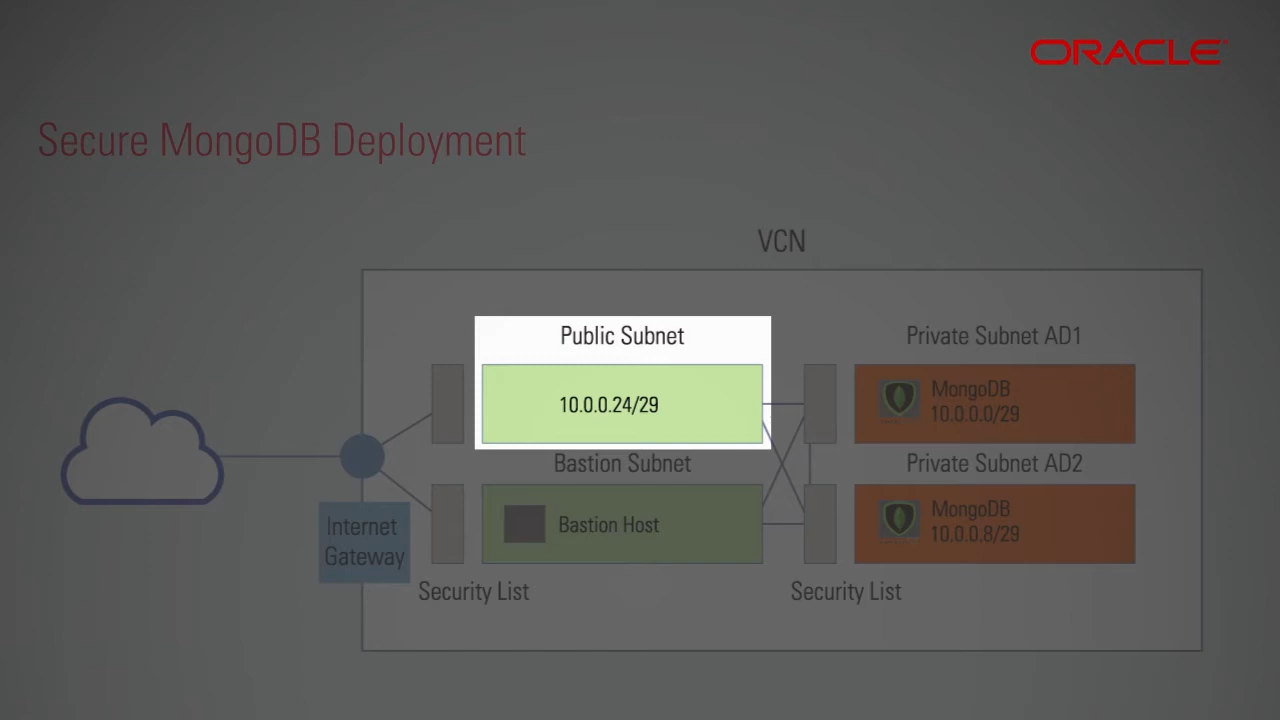 ORACLE
Secure MongoDB Deployment
VCN
Public Subnet
10.0.0.24/29
Bastion Subnet
Bastion Host
Private Subnet AD1
MongoDB
10.0.0.0/29
Private Subnet AD2
MongoDB
10.0.0.8/29
Internet
Gateway
Security List
Security List